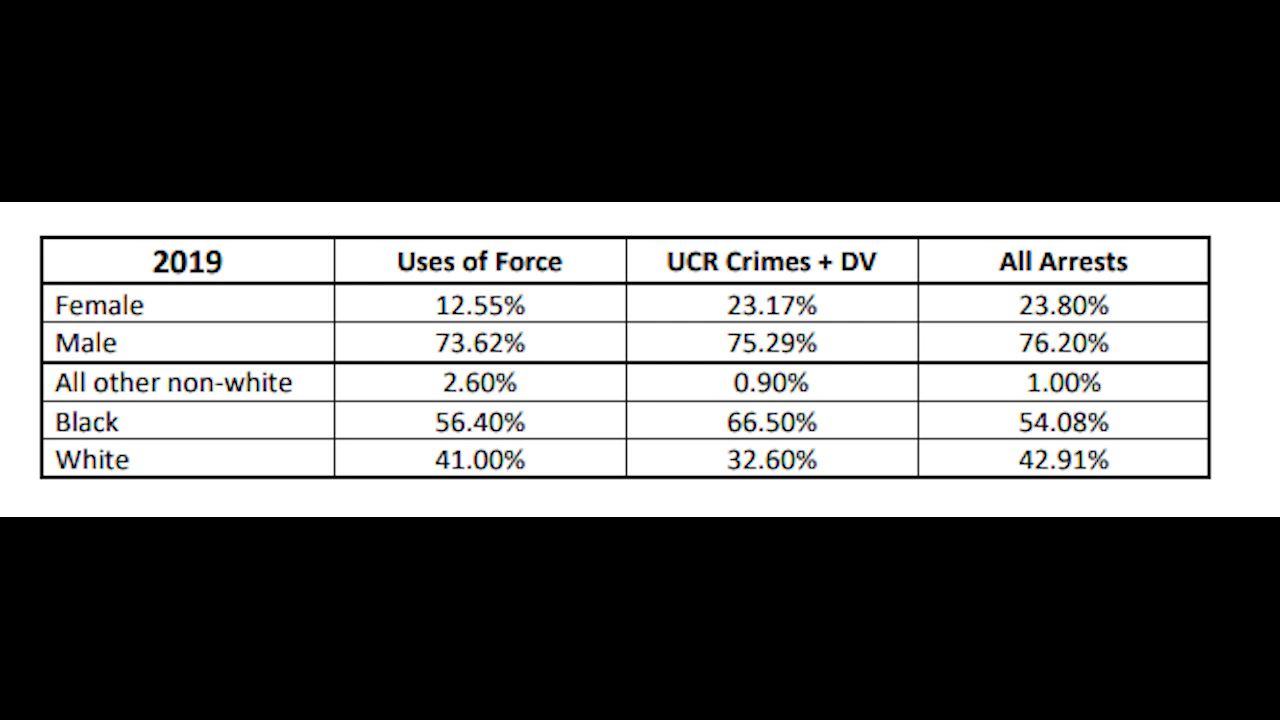 2019 Uses of Force UCR Crimes + DV All Arrests
Female 12.55% 23.17% 23.80%
Male 73.62% 75.29% 76.20%
All other non-white 2.60% 0.90% 1.00%
Black 56.40% 66.50% 54.08%
White 41.00% 32.60% 42.91%